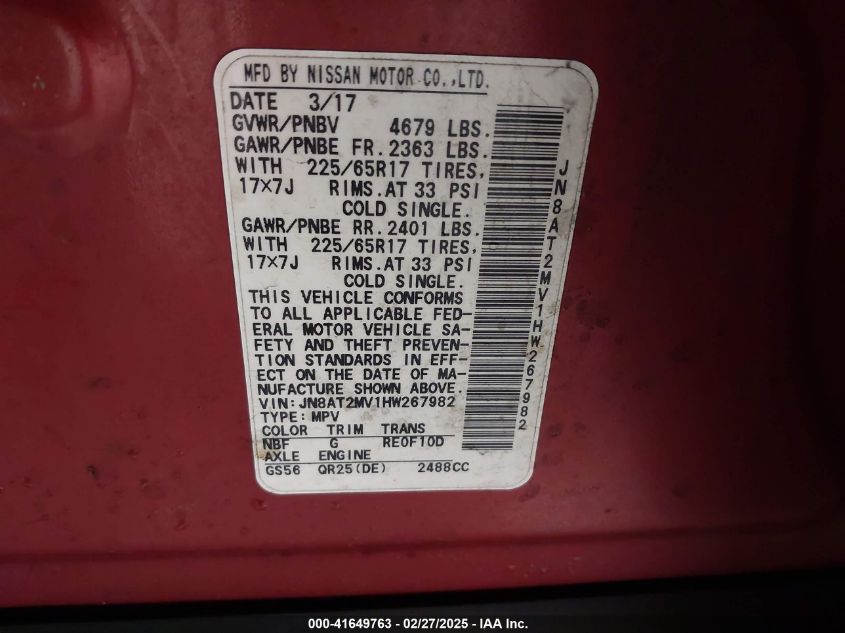 MFD BY NISSAN MOTOR CO.,LTD.
DATE 3/17
GVWR/PNBV 4679 LBS.
GAWR/PNBE FR. 2363 LBS.
WITH 225/65R17 TIRES,
17×7J RIMS.AT 33 PSI
COLD SINGLE.
GAWR/PNBE RR. 2401 LBS.
WITH 225/65R17 TIRES,
17×7J RIMS.AT 33 PSI
COLD SINGLE.
THIS VEHICLE CONFORMS
TO ALL APPLICABLE FED-
ERAL MOTOR VEHICLE SA-
FETY AND THEFT PREVEN-
TION STANDARDS IN EFF-
ECT ON THE DATE OF MA-
NUFACTURE SHOWN ABOVE.
VIN: JN8AT2MV1HW267982
TYPE: MPV
COLOR TRIM TRANS
NBF G RE0F10D
AXLE ENGINE
GS56 QR25(DE) 2488CC
JN8AT2MV1HW267982
000-41649763 - 02/27/2025 - IAA Inc.